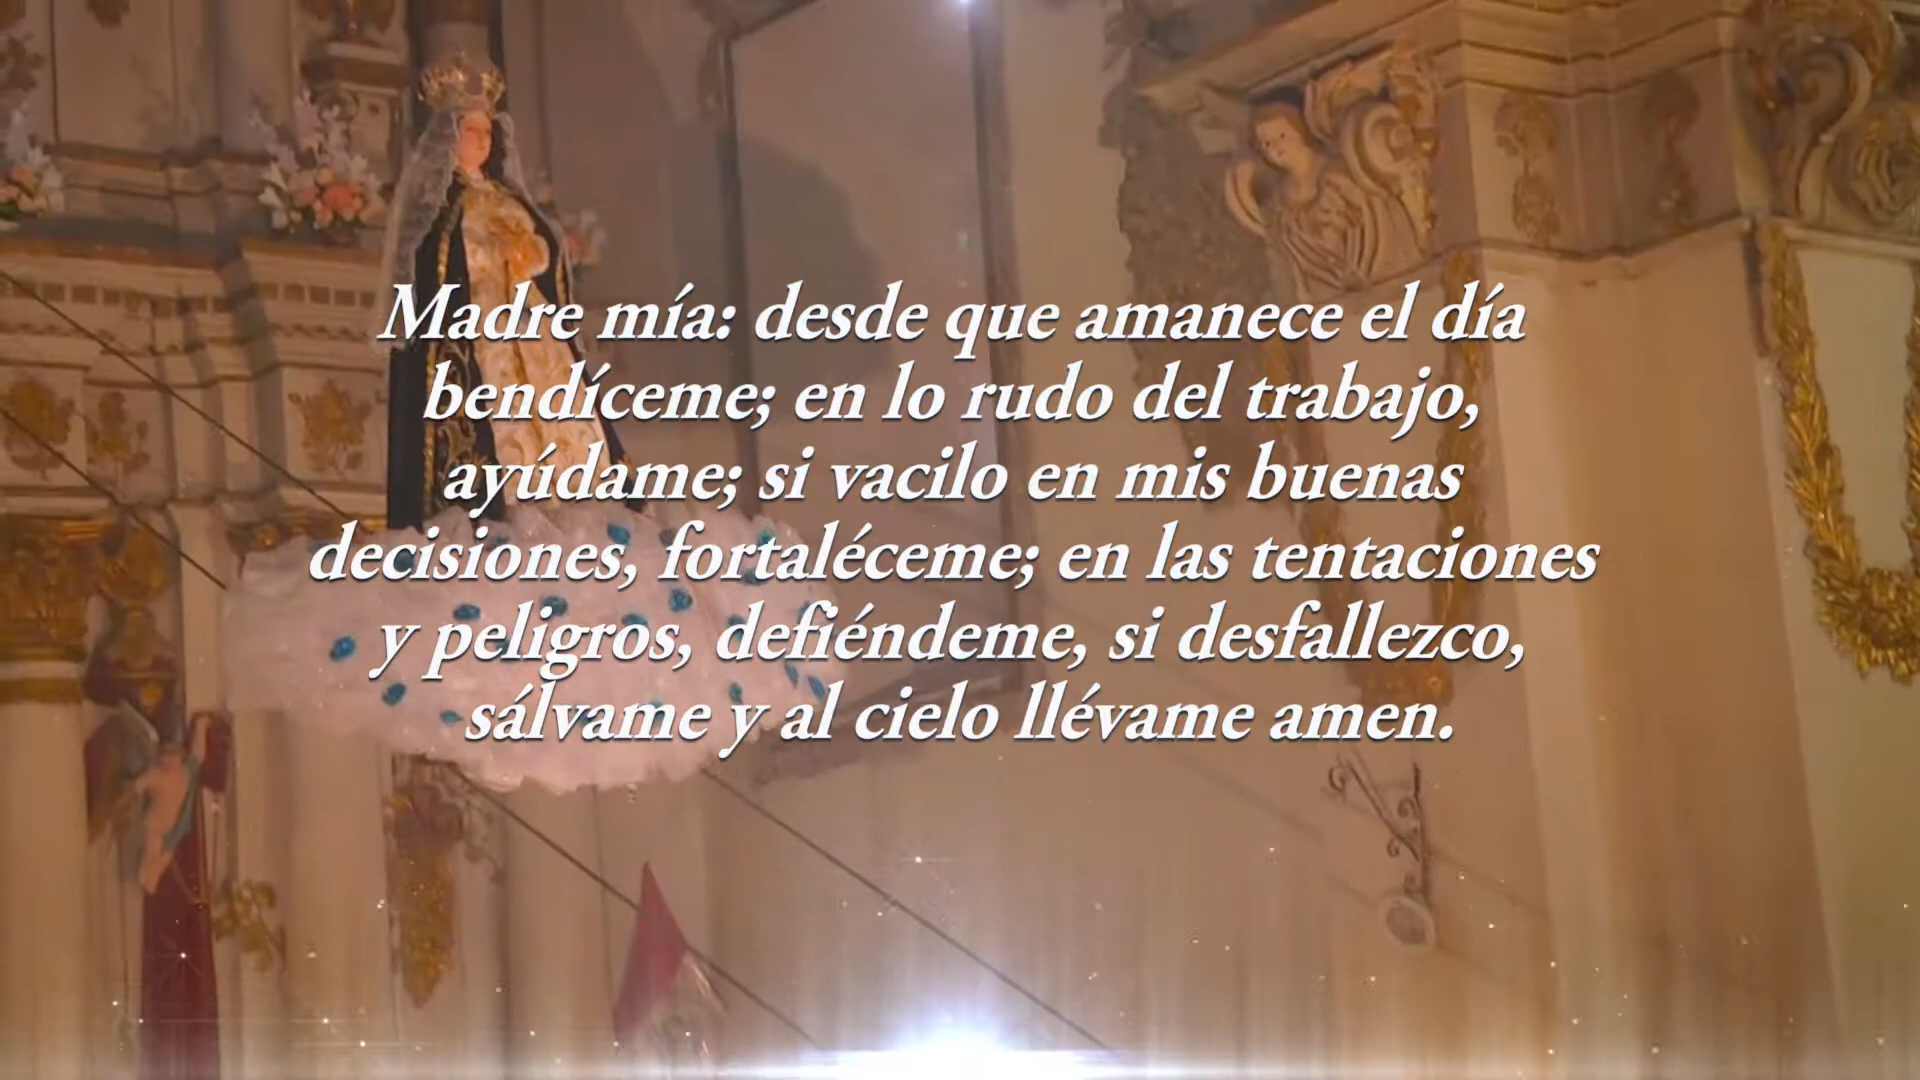 Madre mía: desde que amanece el día
bendíceme; en lo rudo del trabajo,
ayúdame; si vacilo en mis buenas
decisiones, fortaléceme; en las tentaciones
y peligros, defiéndeme, si desfallezco,
sálvame y al cielo llévame amen.